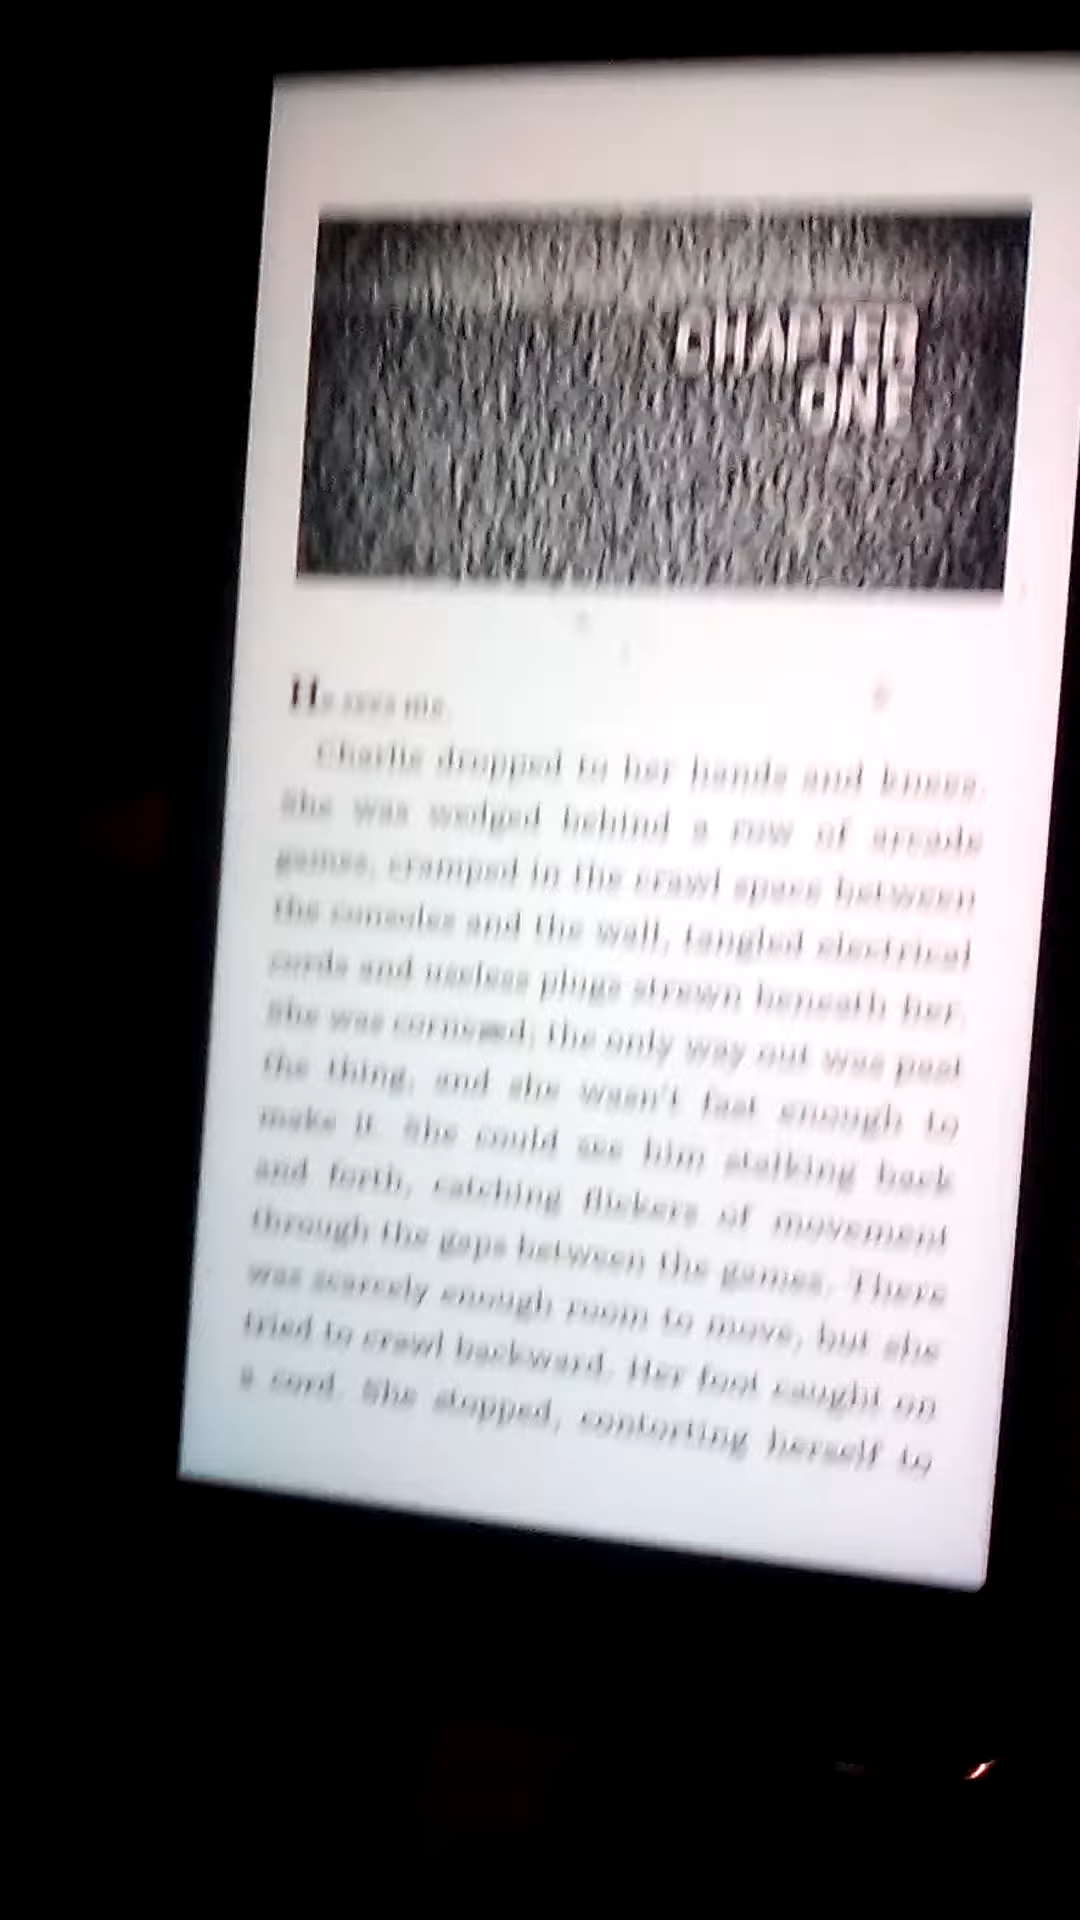 CHAPTER
ONE
He sees me.
Charlie dropped to her hands and knees.
She was wedged behind a row of arcade
games, cramped in the crawl space between
the consoles and the wall, tangled electrical
cords and useless plugs strewn beneath her.
She was cornered; the only way out was past
the thing, and she wasn't fast enough to
make it. She could see him stalking back
and forth, catching flickers of movement
through the gaps between the games. There
was scarcely enough room to move, but she
tried to crawl backward. Her foot caught on
a cord. She stopped, contorting herself to